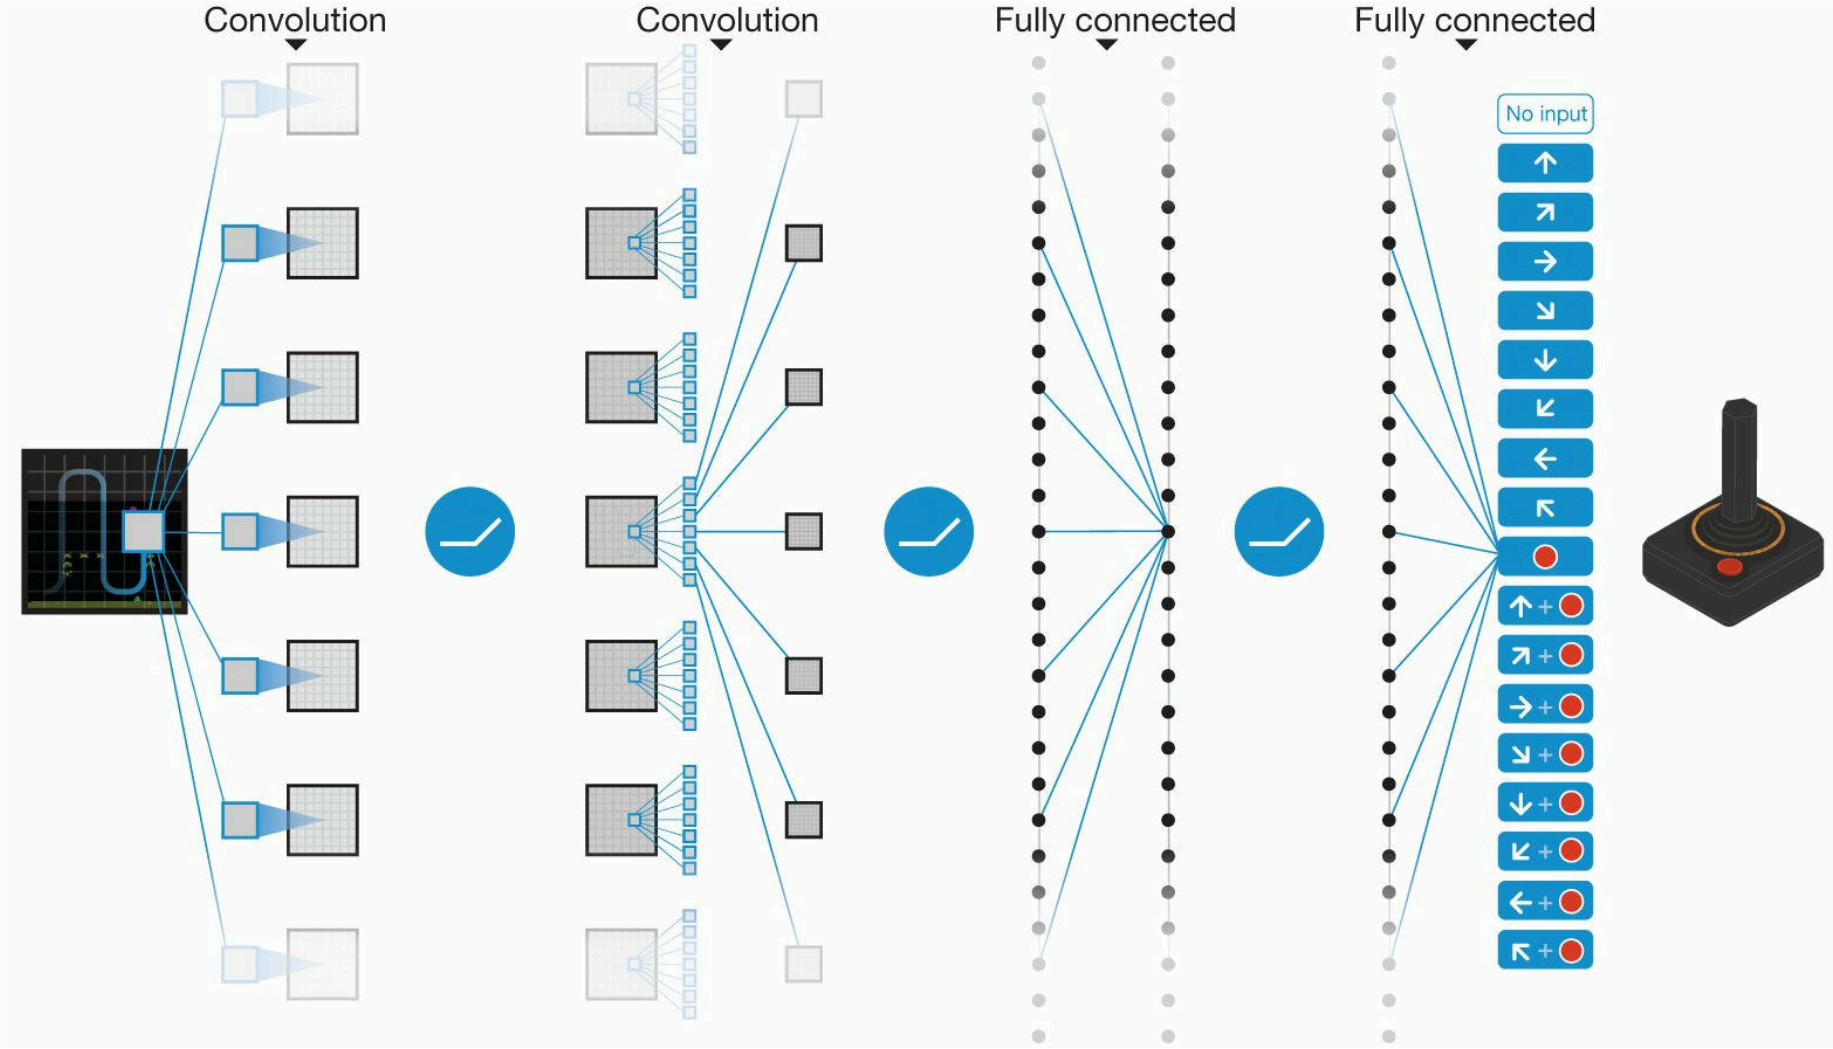 Convolution
Convolution
Fully connected
Fully connected
No input
+
+
+
+
+
+
+
+